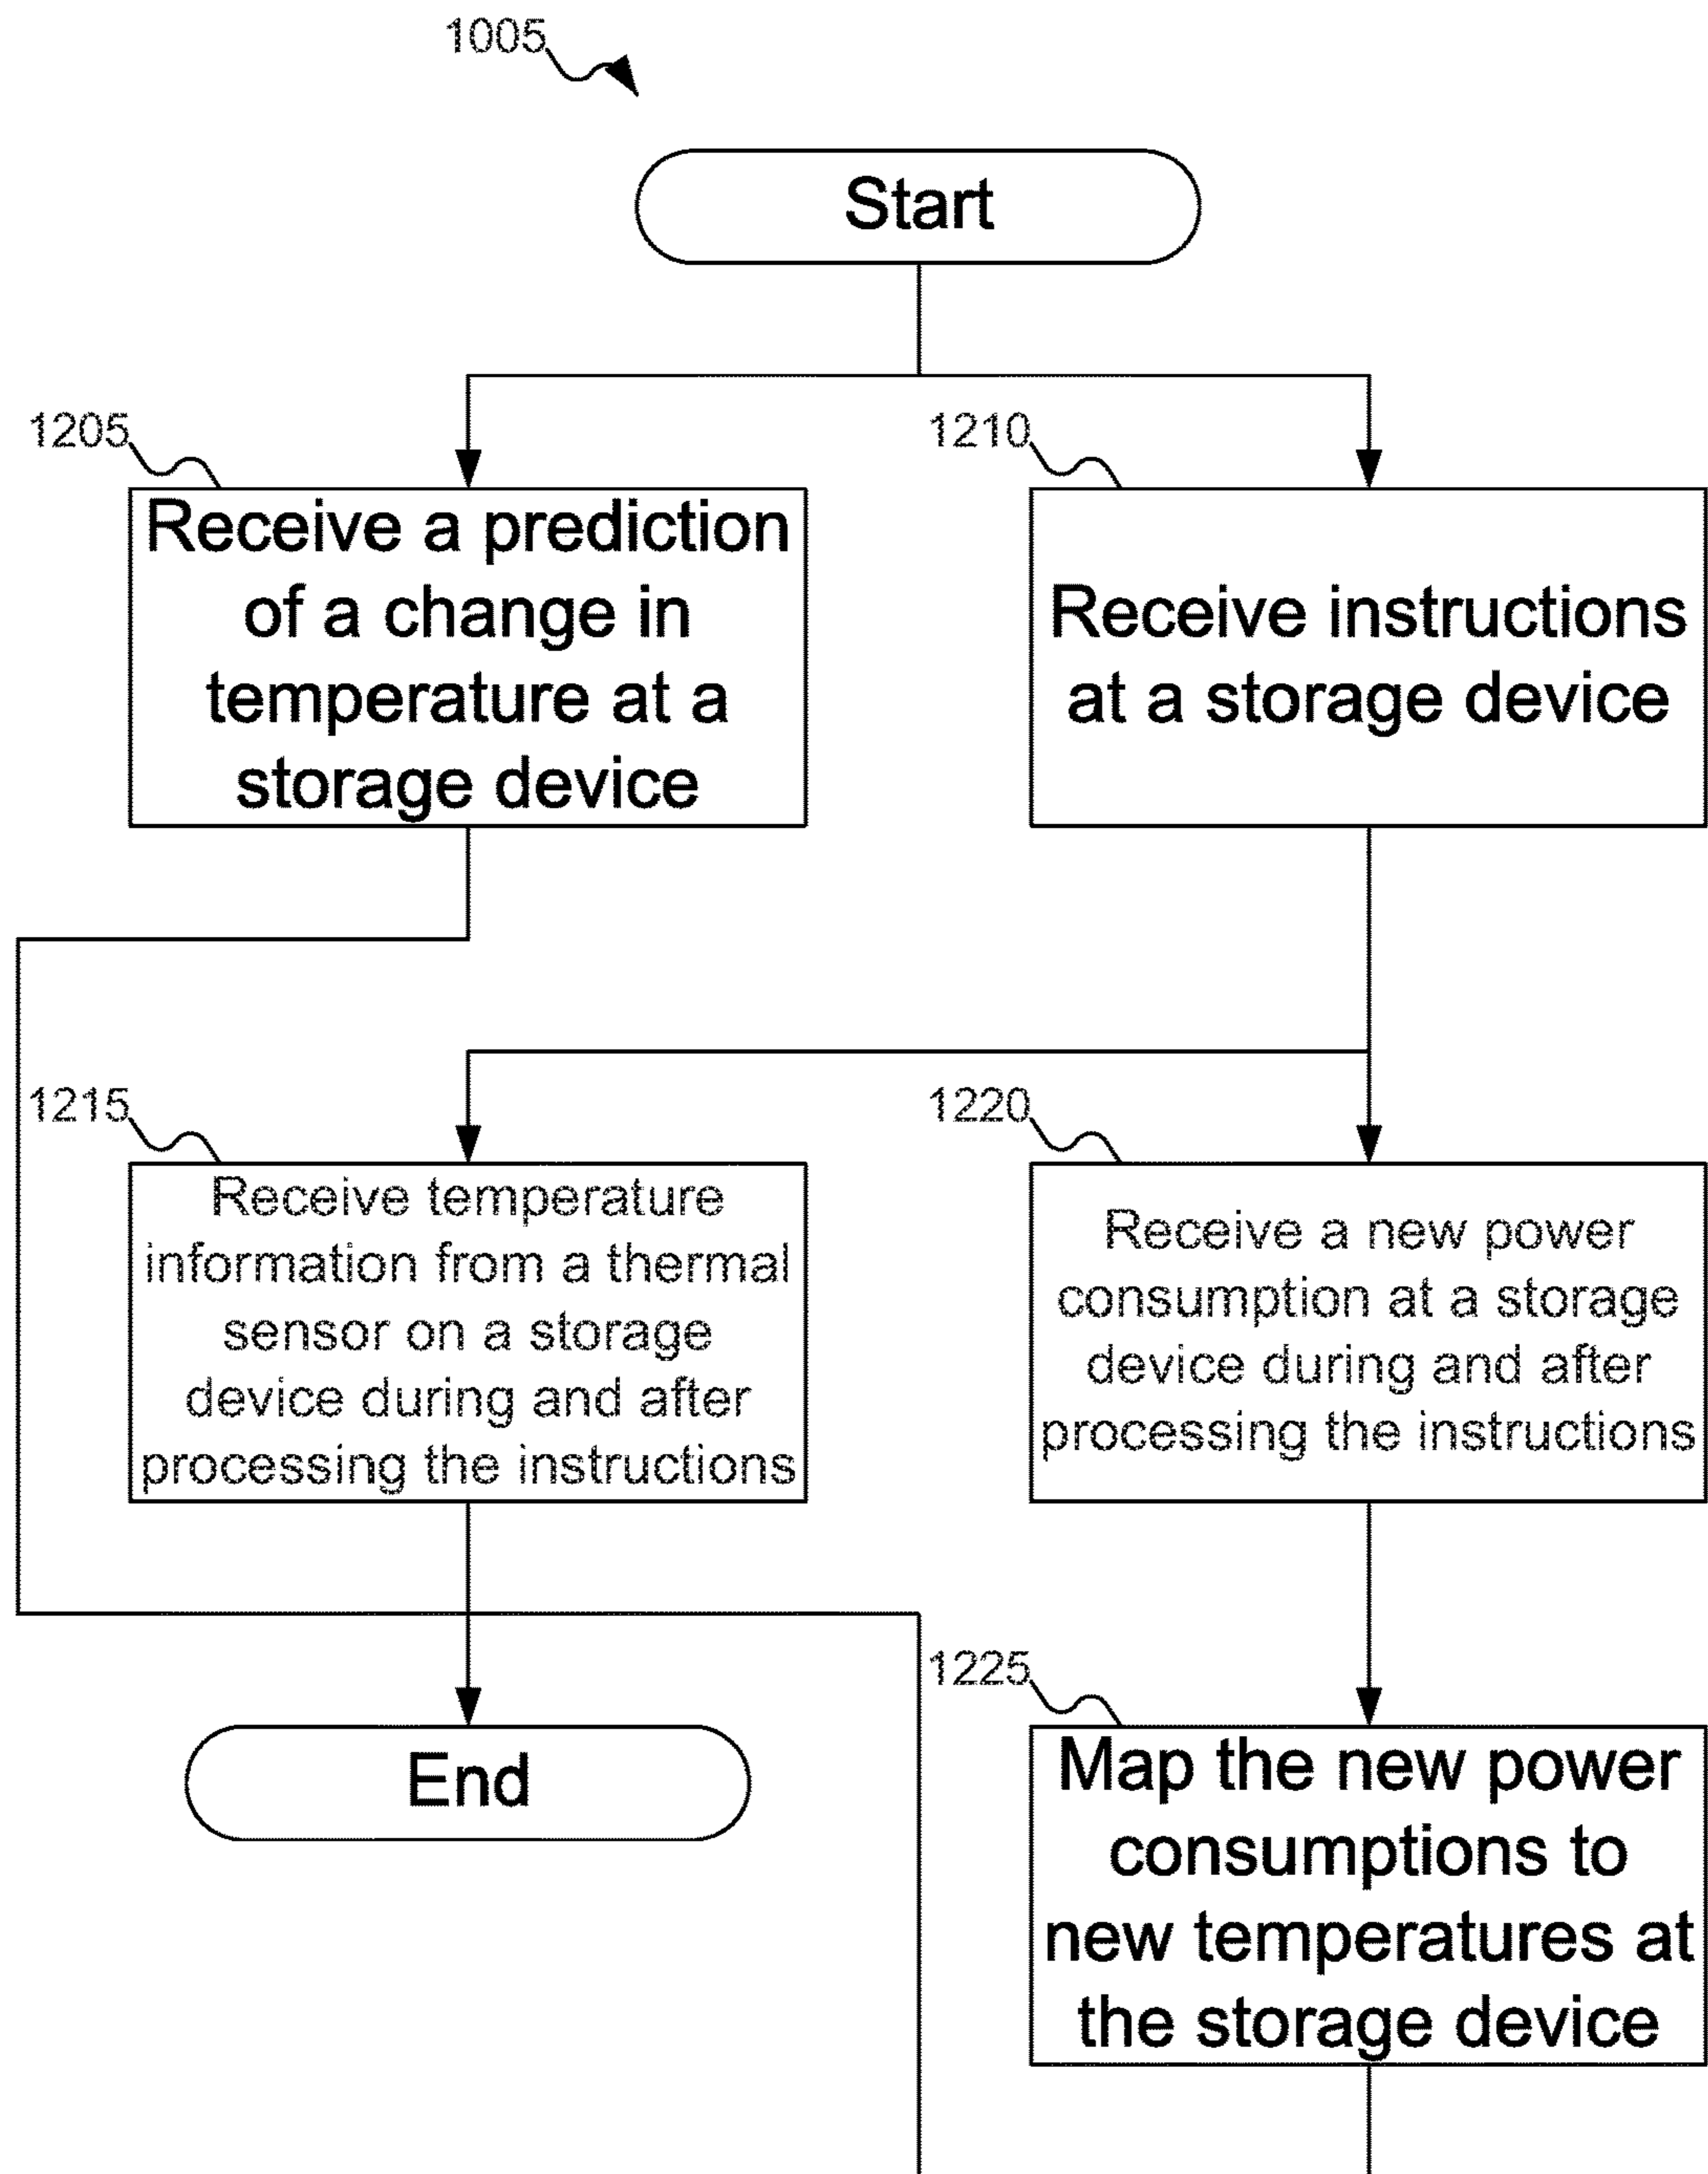 1005
Start
1205
Receive a prediction
of a change in
temperature at a
storage device
1210
Receive instructions
at a storage device
1215
Receive temperature
information from a thermal
sensor on a storage
device during and after
processing the instructions
1220
Receive a new power
consumption at a storage
device during and after
processing the instructions
End
1225
Map the new power
consumptions to
new temperatures at
the storage device